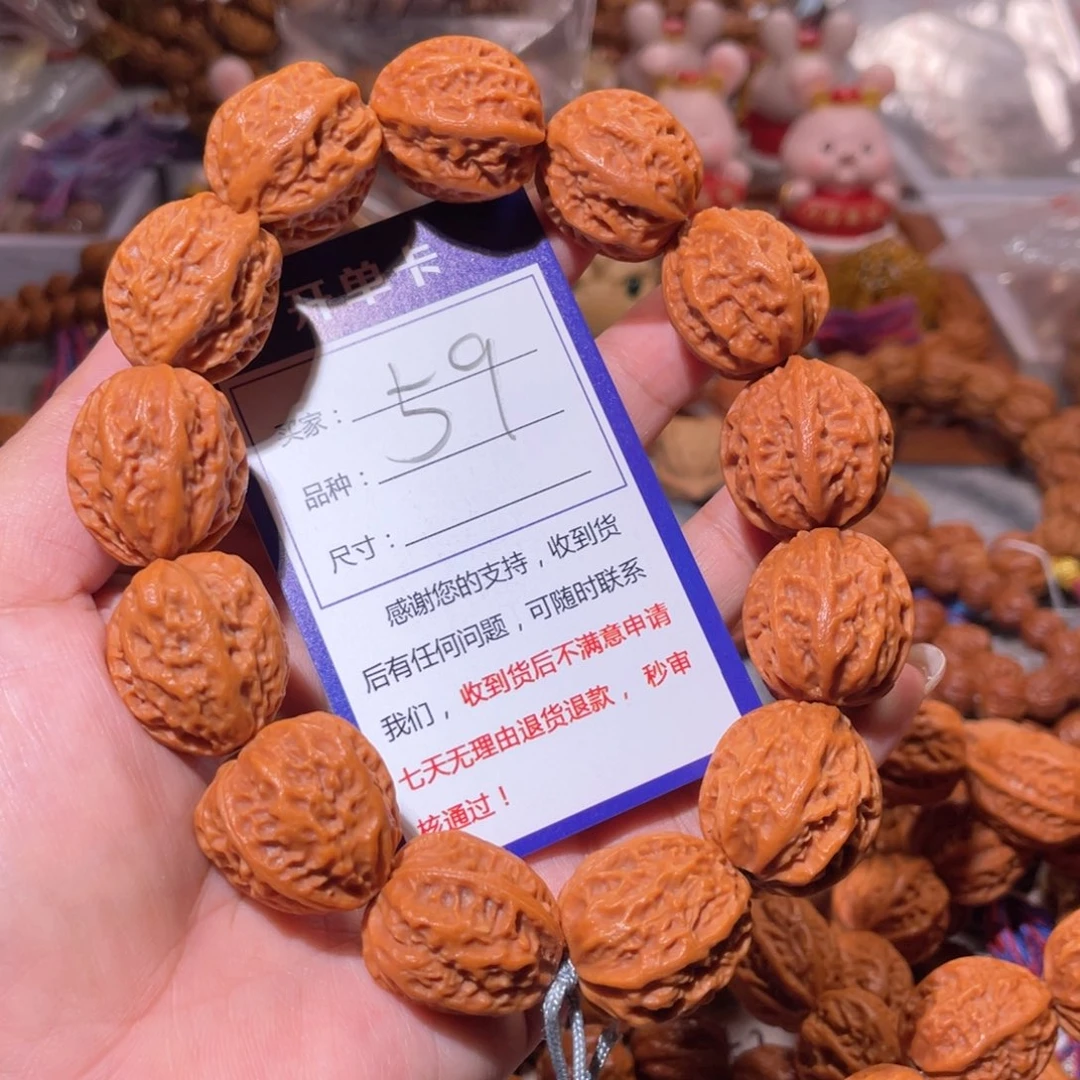 开单卡
买家：59
品种：
尺寸：
感谢您的支持，收到货
后有任何问题，可随时联系
我们，收到货后不满意申请
七天无理由退货退款，秒审
核通过！